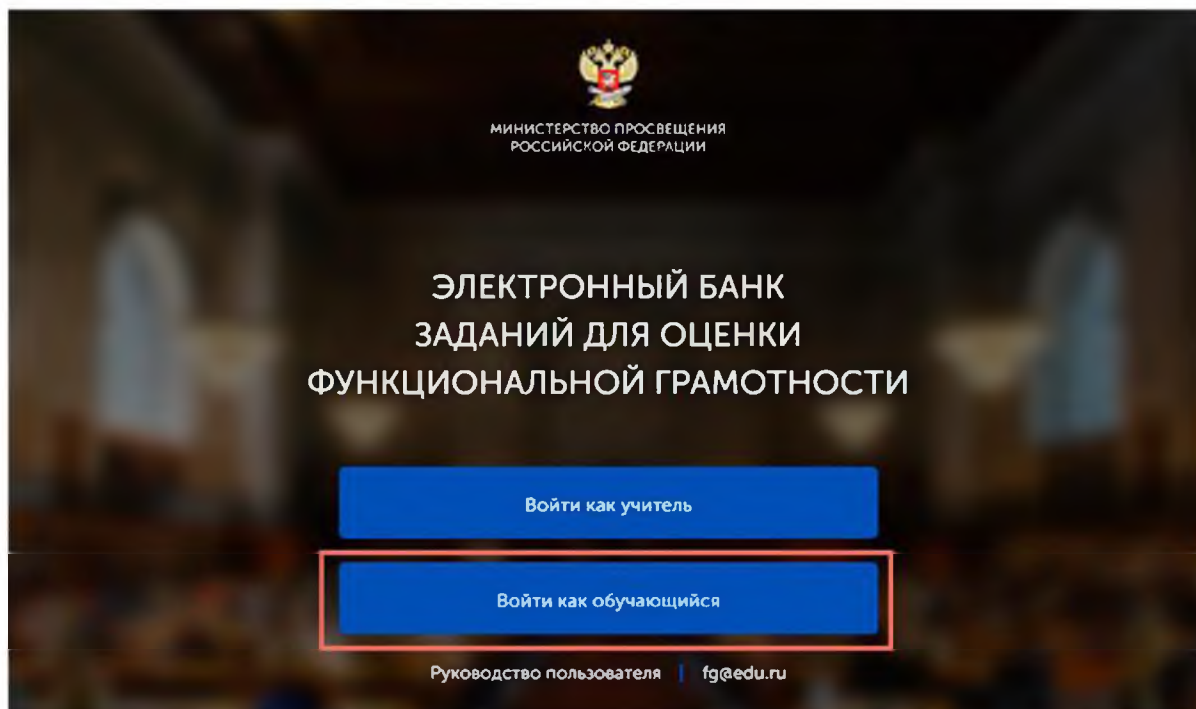 МИНИСТЕРСТВО ПРОСВЕЩЕНИЯ
РОССИЙСКОЙ ФЕДЕРАЦИИ
ЭЛЕКТРОННЫЙ БАНК
ЗАДАНИЙ ДЛЯ ОЦЕНКИ
ФУНКЦИОНАЛЬНОЙ ГРАМОТНОСТИ
Войти как учитель
Войти как обучающийся
Руководство пользователя | fg@edu.ru